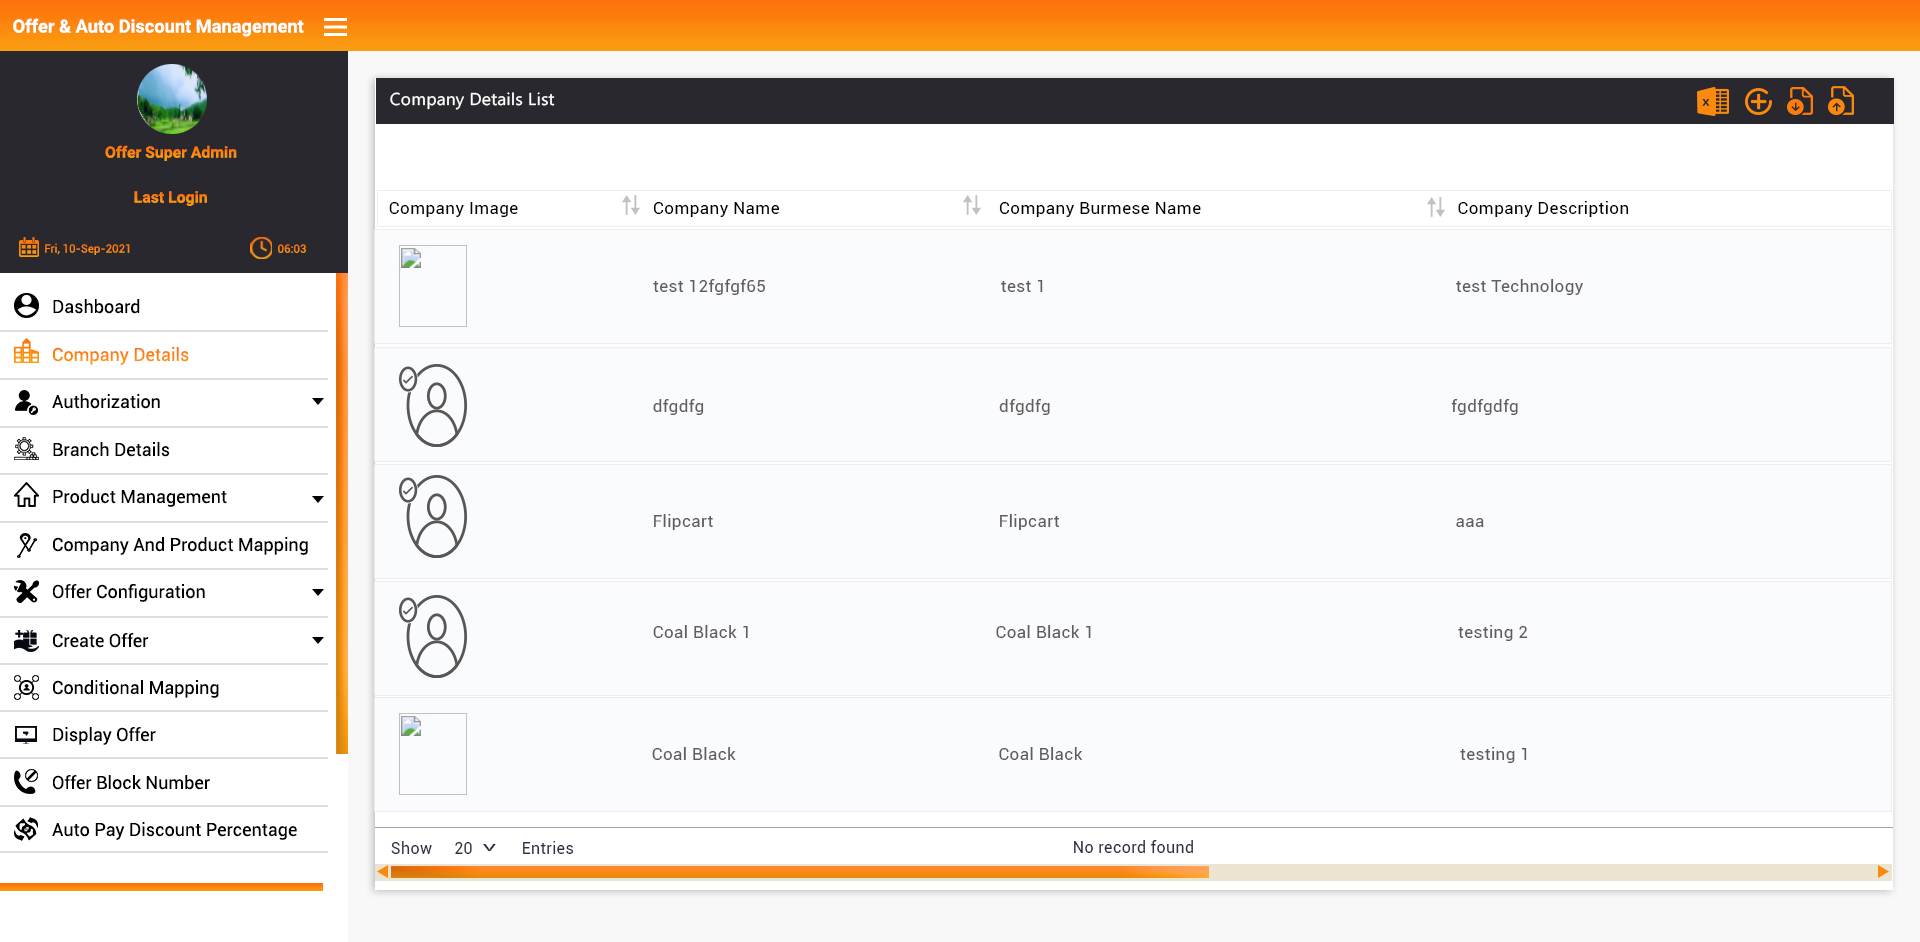 Offer & Auto Discount Management
Offer Super Admin
Last Login
Fri, 10-Sep-2021 06:03
Dashboard
Company Details
Authorization
Branch Details
Product Management
Company And Product Mapping
Offer Configuration
Create Offer
Conditional Mapping
Display Offer
Offer Block Number
Auto Pay Discount Percentage
Company Details List
Company Image Company Name Company Burmese Name Company Description
test 12fgfgf65 test 1 test Technology
dfgdfg dfgdfg fgdfgdfg
Flipcart Flipcart aaa
Coal Black 1 Coal Black 1 testing 2
Coal Black Coal Black testing 1
Show 20 Entries No record found